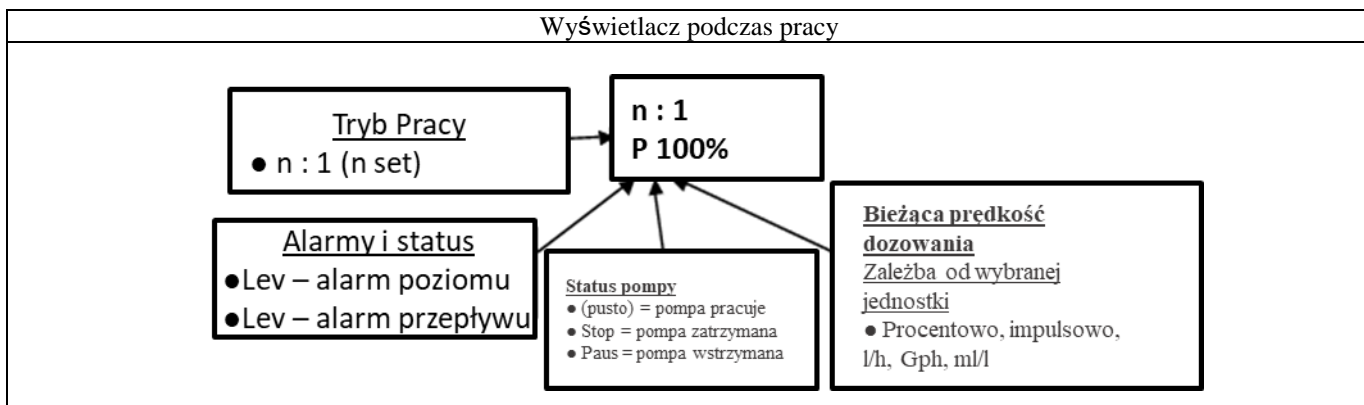 Wyświetlacz podczas pracy
Tryb Pracy
● n : 1 (n set)
n : 1
P 100%
Alarmy i status
●Lev – alarm poziomu
●Lev – alarm przepływu
Status pompy
● (pusto) = pompa pracuje
● Stop = pompa zatrzymana
● Paus = pompa wstrzymana
Bieżąca prędkość
dozowania
Zależba od wybranej
jednostki
● Procentowo, impulsowo,
l/h, Gph, ml/l